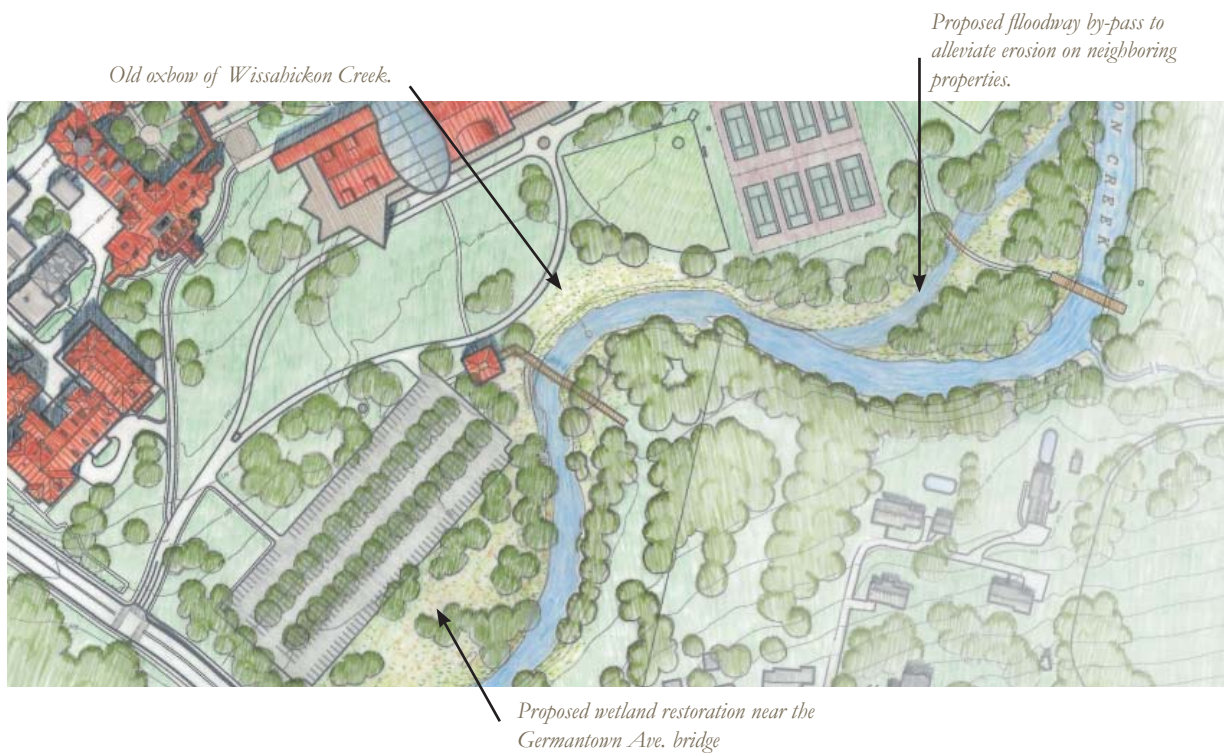 Proposed flloodway by-pass to
alleviate erosion on neighboring
properties.
Old oxbow of Wissahickon Creek.
ON CREEK
Proposed wetland restoration near the
Germantown Ave. bridge